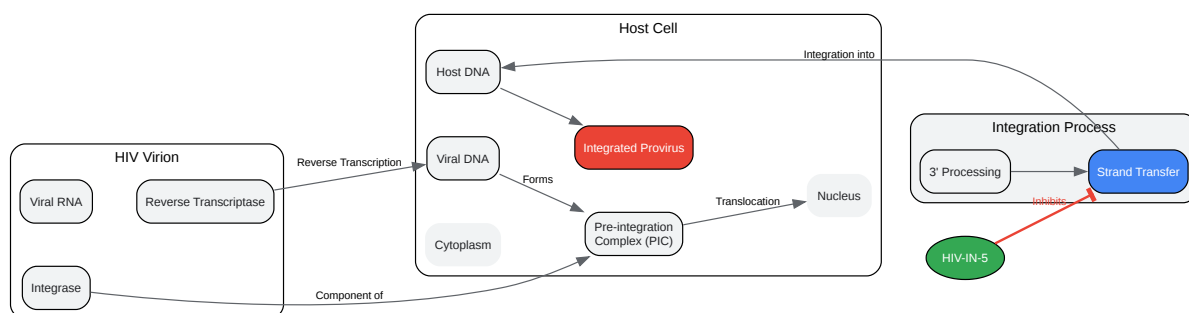 Host Cell
Integration into
Host DNA
Integration Process
HIV Virion
Reverse Transcription
Viral DNA
Integrated Provirus
3' Processing
Strand Transfer
Forms
Viral RNA
Reverse Transcriptase
Nucleus
Translocation
Inhibits
Pre-integration
Complex (PIC)
Cytoplasm
HIV-IN-5
Integrase
Component of